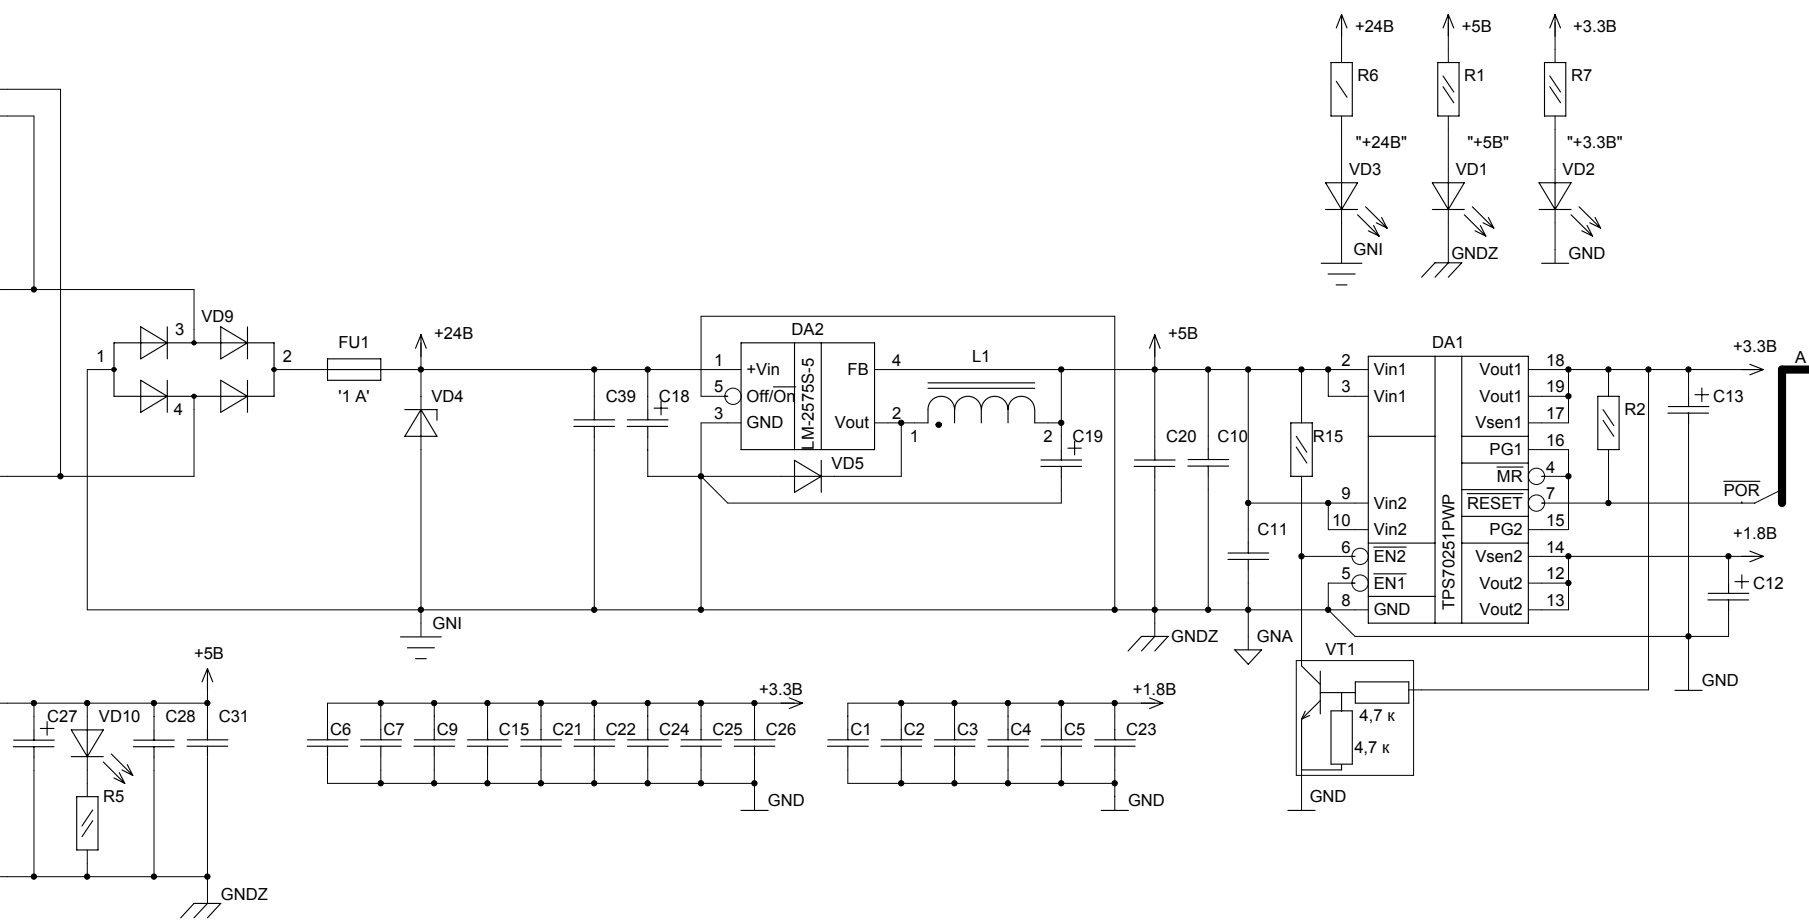 +24В
+5В
+3.3В
R6
R1
R7
"+24В"
"+5В"
"+3.3В"
VD3
VD1
VD2
GNI
GNDZ
GND
VD9
3
1
2
4
FU1
'1 А'
+24В
VD4
C39
+
C18
DA2
1
+Vin
5
Off/On
3
GND
LM-2575S-5
FB
4
Vout
2
VD5
L1
1
2
+
C19
+5В
C20
C10
C11
R15
DA1
2
Vin1
3
Vin1
9
Vin2
10
Vin2
6
EN2
5
EN1
8
GND
TPS70251PWP
Vout1
18
Vout1
19
Vsen1
17
PG1
16
MR
4
RESET
7
PG2
15
Vsen2
14
Vout2
12
Vout2
13
R2
+
C13
+3.3В
A
POR
+1.8В
+
C12
GNI
GNDZ
GNA
VT1
4,7 к
4,7 к
GND
GND
+5В
+
C27
VD10
C28
C31
R5
GNDZ
+3.3В
C6
C7
C9
C15
C21
C22
C24
C25
C26
GND
+1.8В
C1
C2
C3
C4
C5
C23
GND